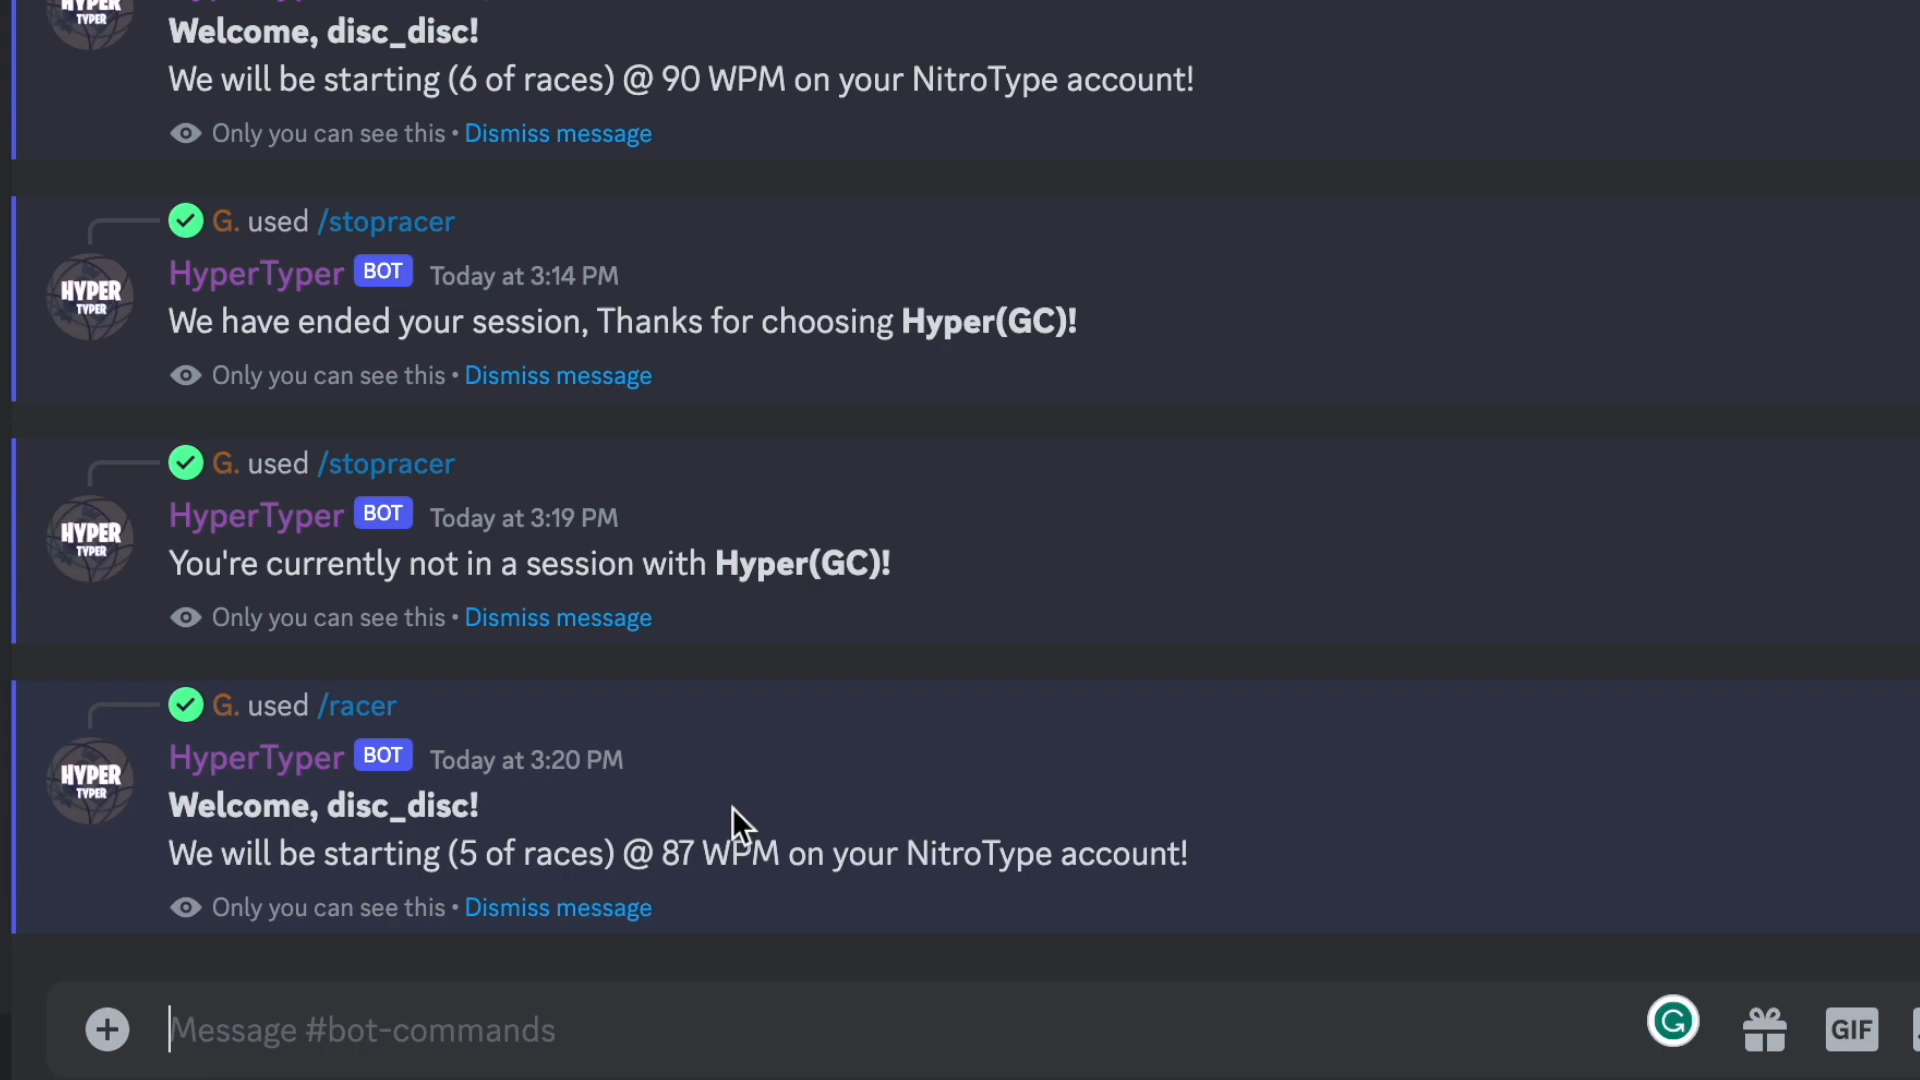 HYPER
TYPER
Welcome, disc_disc!
We will be starting (6 of races) @ 90 WPM on your NitroType account!
Only you can see this • Dismiss message
G. used /stopracer
HYPER
TYPER
HyperTyper BOT Today at 3:14 PM
We have ended your session, Thanks for choosing Hyper(GC)!
Only you can see this • Dismiss message
G. used /stopracer
HYPER
TYPER
HyperTyper BOT Today at 3:19 PM
You're currently not in a session with Hyper(GC)!
Only you can see this • Dismiss message
G. used /racer
HYPER
TYPER
HyperTyper BOT Today at 3:20 PM
Welcome, disc_disc!
We will be starting (5 of races) @ 87 WPM on your NitroType account!
Only you can see this • Dismiss message
Message #bot-commands
G
GIF